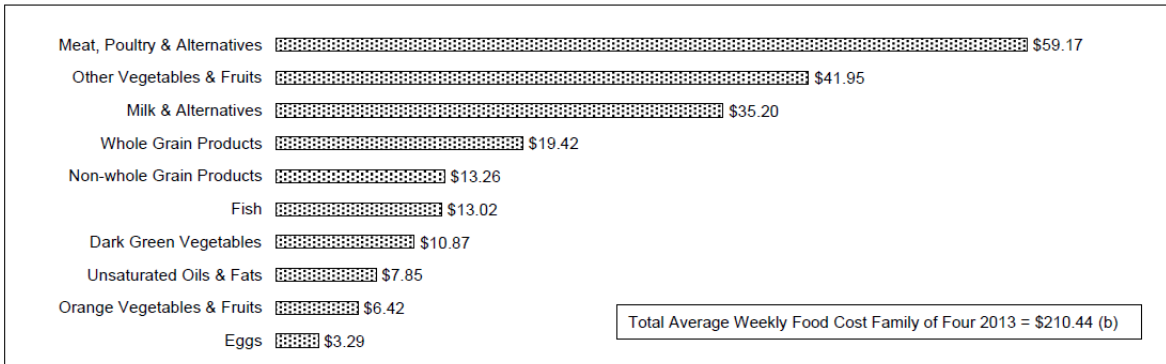 Meat, Poultry & Alternatives $59.17
Other Vegetables & Fruits $41.95
Milk & Alternatives $35.20
Whole Grain Products $19.42
Non-whole Grain Products $13.26
Fish $13.02
Dark Green Vegetables $10.87
Unsaturated Oils & Fats $7.85
Orange Vegetables & Fruits $6.42
Total Average Weekly Food Cost Family of Four 2013 = $210.44 (b)
Eggs $3.29